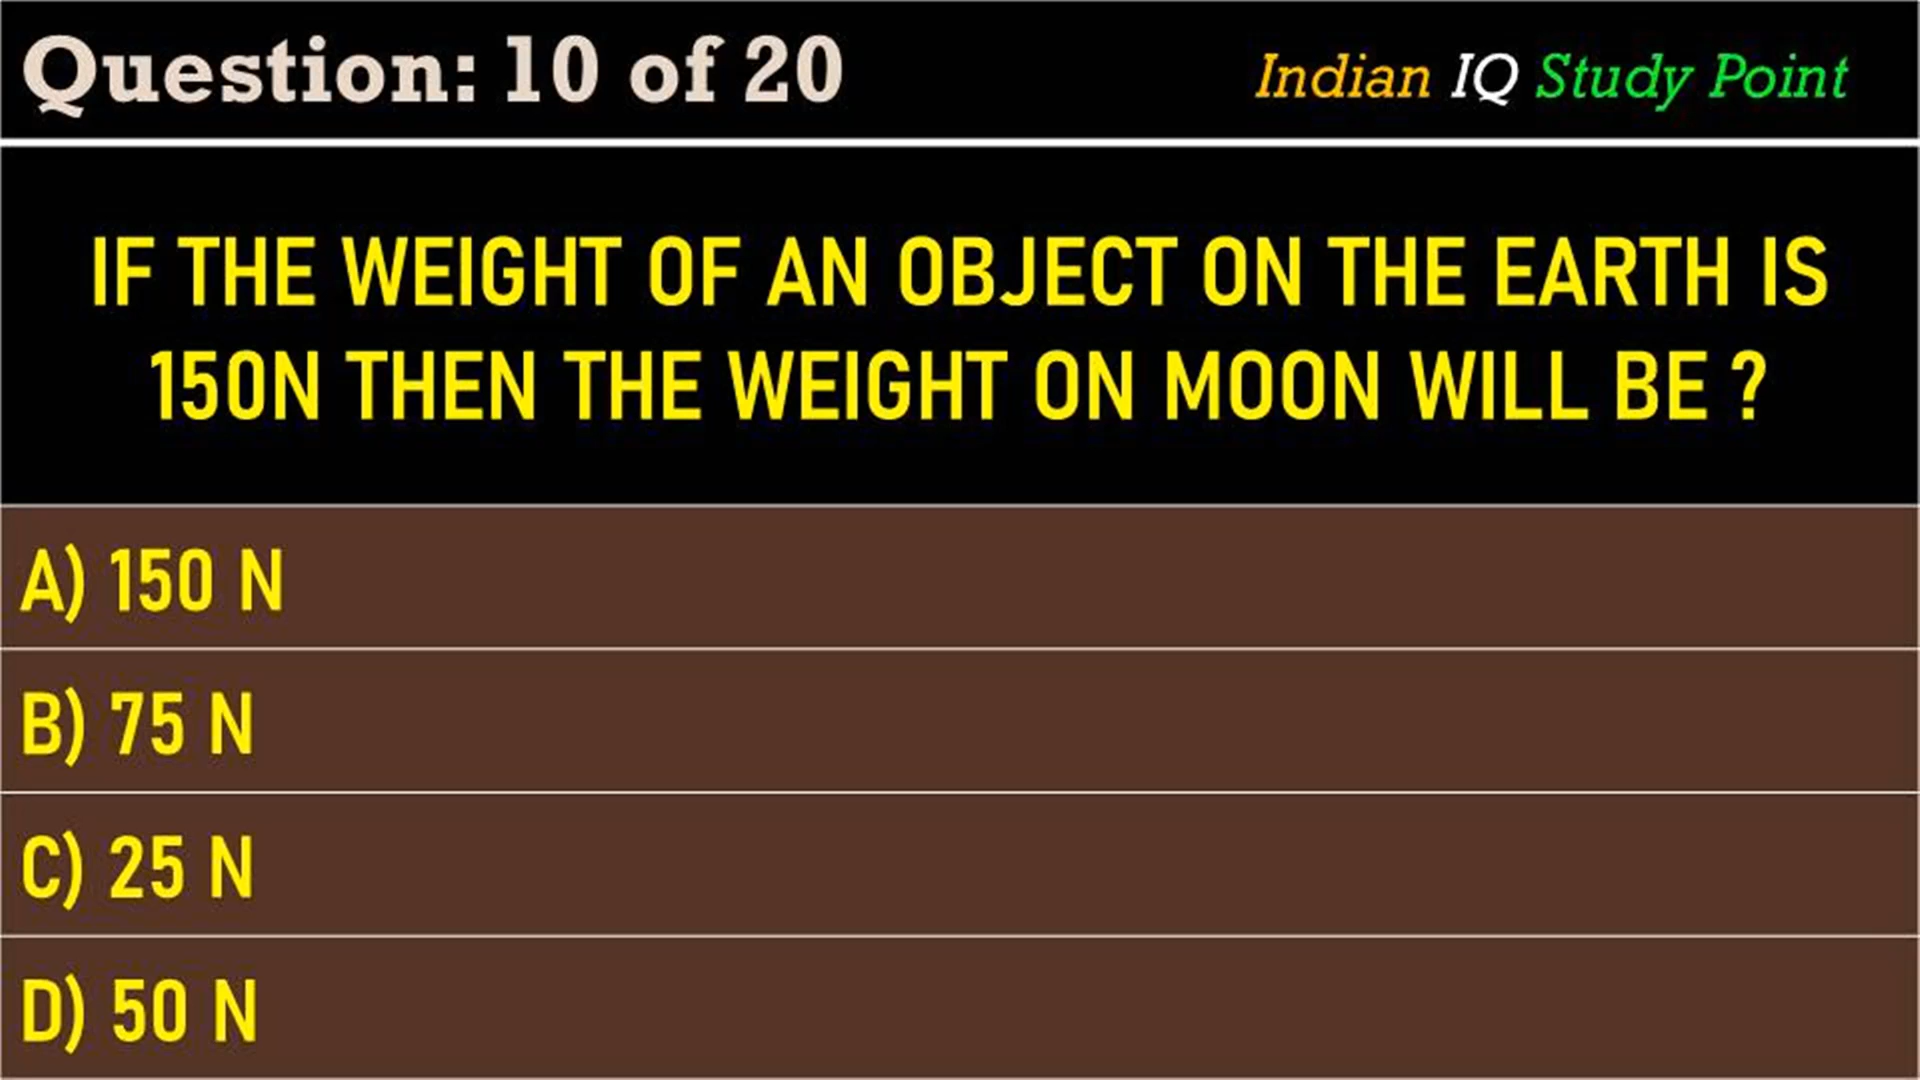 Question: 10 of 20
Indian IQ Study Point
IF THE WEIGHT OF AN OBJECT ON THE EARTH IS
150N THEN THE WEIGHT ON MOON WILL BE ?
A) 150 N
B) 75 N
C) 25 N
D) 50 N